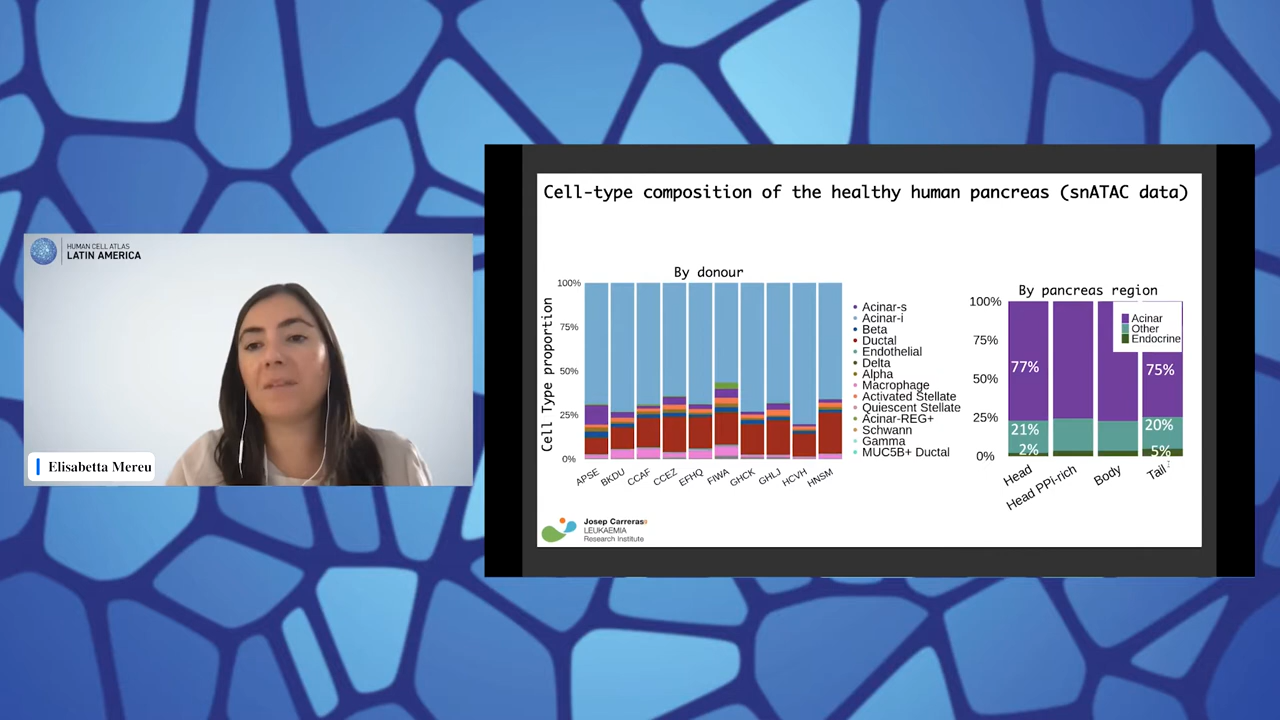 HUMAN CELL ATLAS
LATIN AMERICA
Elisabetta Mereu
Cell-type composition of the healthy human pancreas (snATAC data)
By donour
Cell Type proportion
100%
75%
50%
25%
0%
APSE
BKDU
CCAF
CCEZ
EFHQ
FIWA
GHCK
GHLJ
HCVH
HNSM
Acinar-s
Acinar-i
Beta
Ductal
Endothelial
Delta
Alpha
Macrophage
Activated Stellate
Quiescent Stellate
Acinar-REG+
Schwann
Gamma
MUC5B+ Ductal
By pancreas region
100%
75%
50%
25%
0%
Acinar
Other
Endocrine
77%
21%
2%
75%
20%
5%
Head
Head PPi-rich
Body
Tail
Josep Carreras
LEUKAEMIA
Research Institute